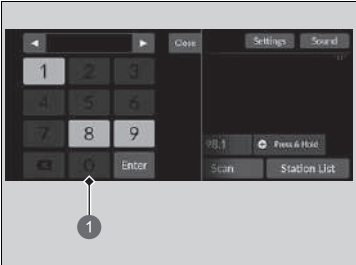 ◄ ► Close Settings Sound
1 2 3
4 5 6
7 8 9
98.1 Press & Hold
0 Enter Scan Station List
1